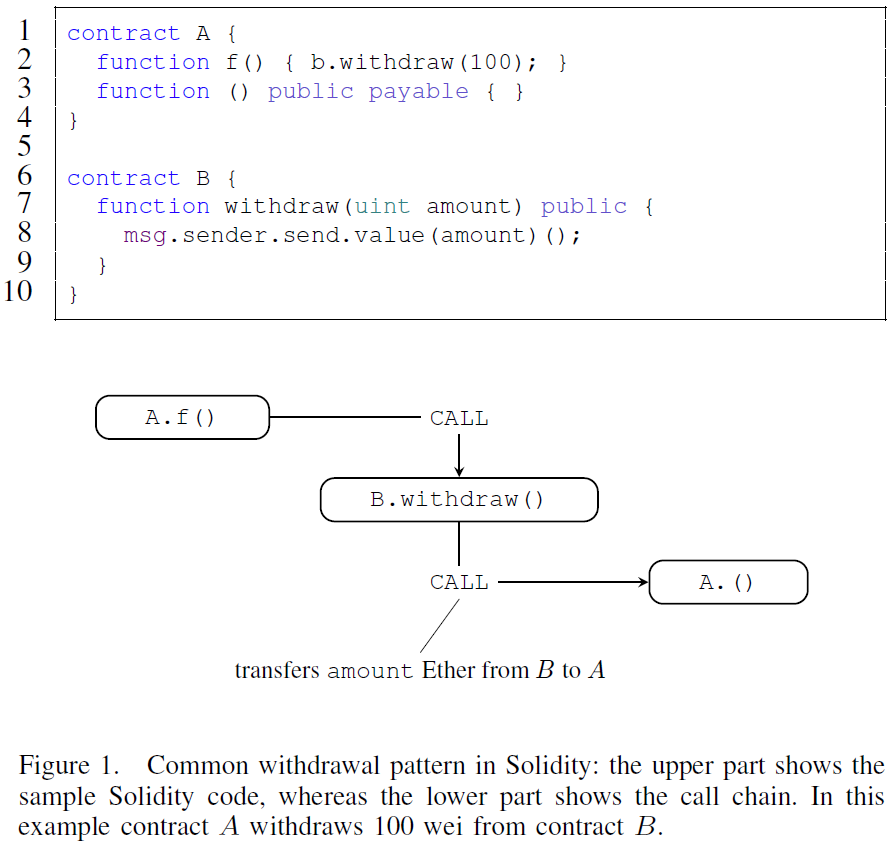 1 contract A {
2 function f() { b.withdraw(100); }
3 function () public payable { }
4 }
5
6 contract B {
7 function withdraw(uint amount) public {
8 msg.sender.send.value(amount)();
9 }
10 }
A.f()
CALL
B.withdraw()
CALL
A.()
transfers amount Ether from B to A
Figure 1. Common withdrawal pattern in Solidity: the upper part shows the
sample Solidity code, whereas the lower part shows the call chain. In this
example contract A withdraws 100 wei from contract B.